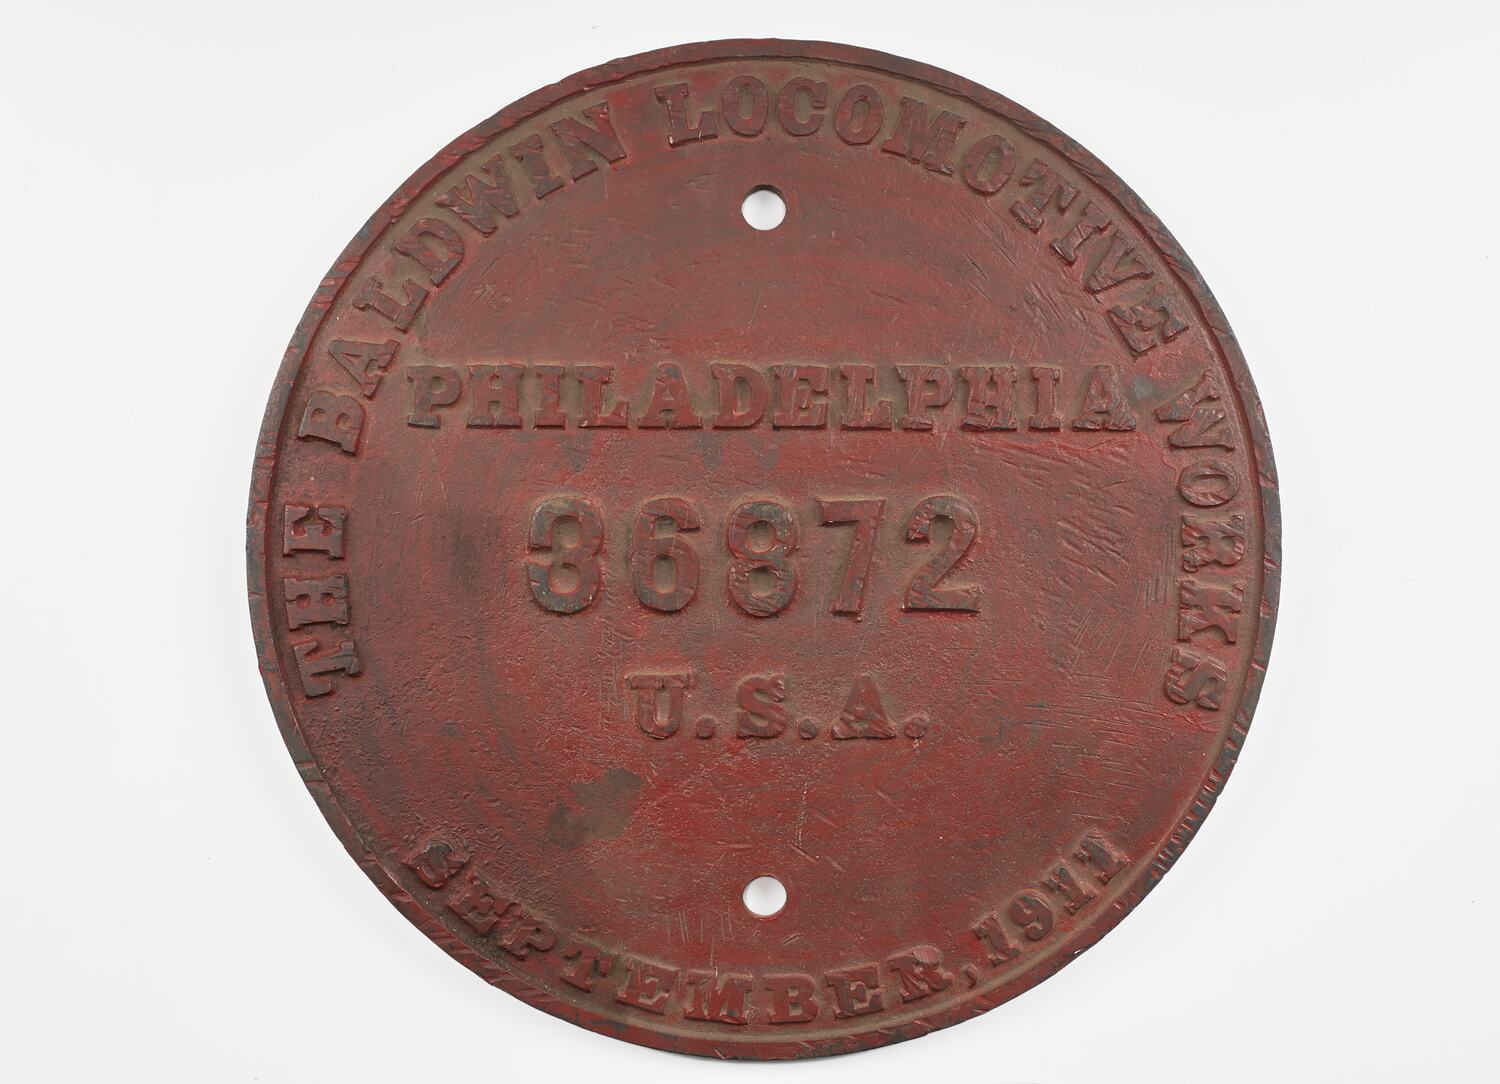 THE BALDWIN LOCOMOTIVE WORKS
PHILADELPHIA
36872
U.S.A.
SEPTEMBER, 1911